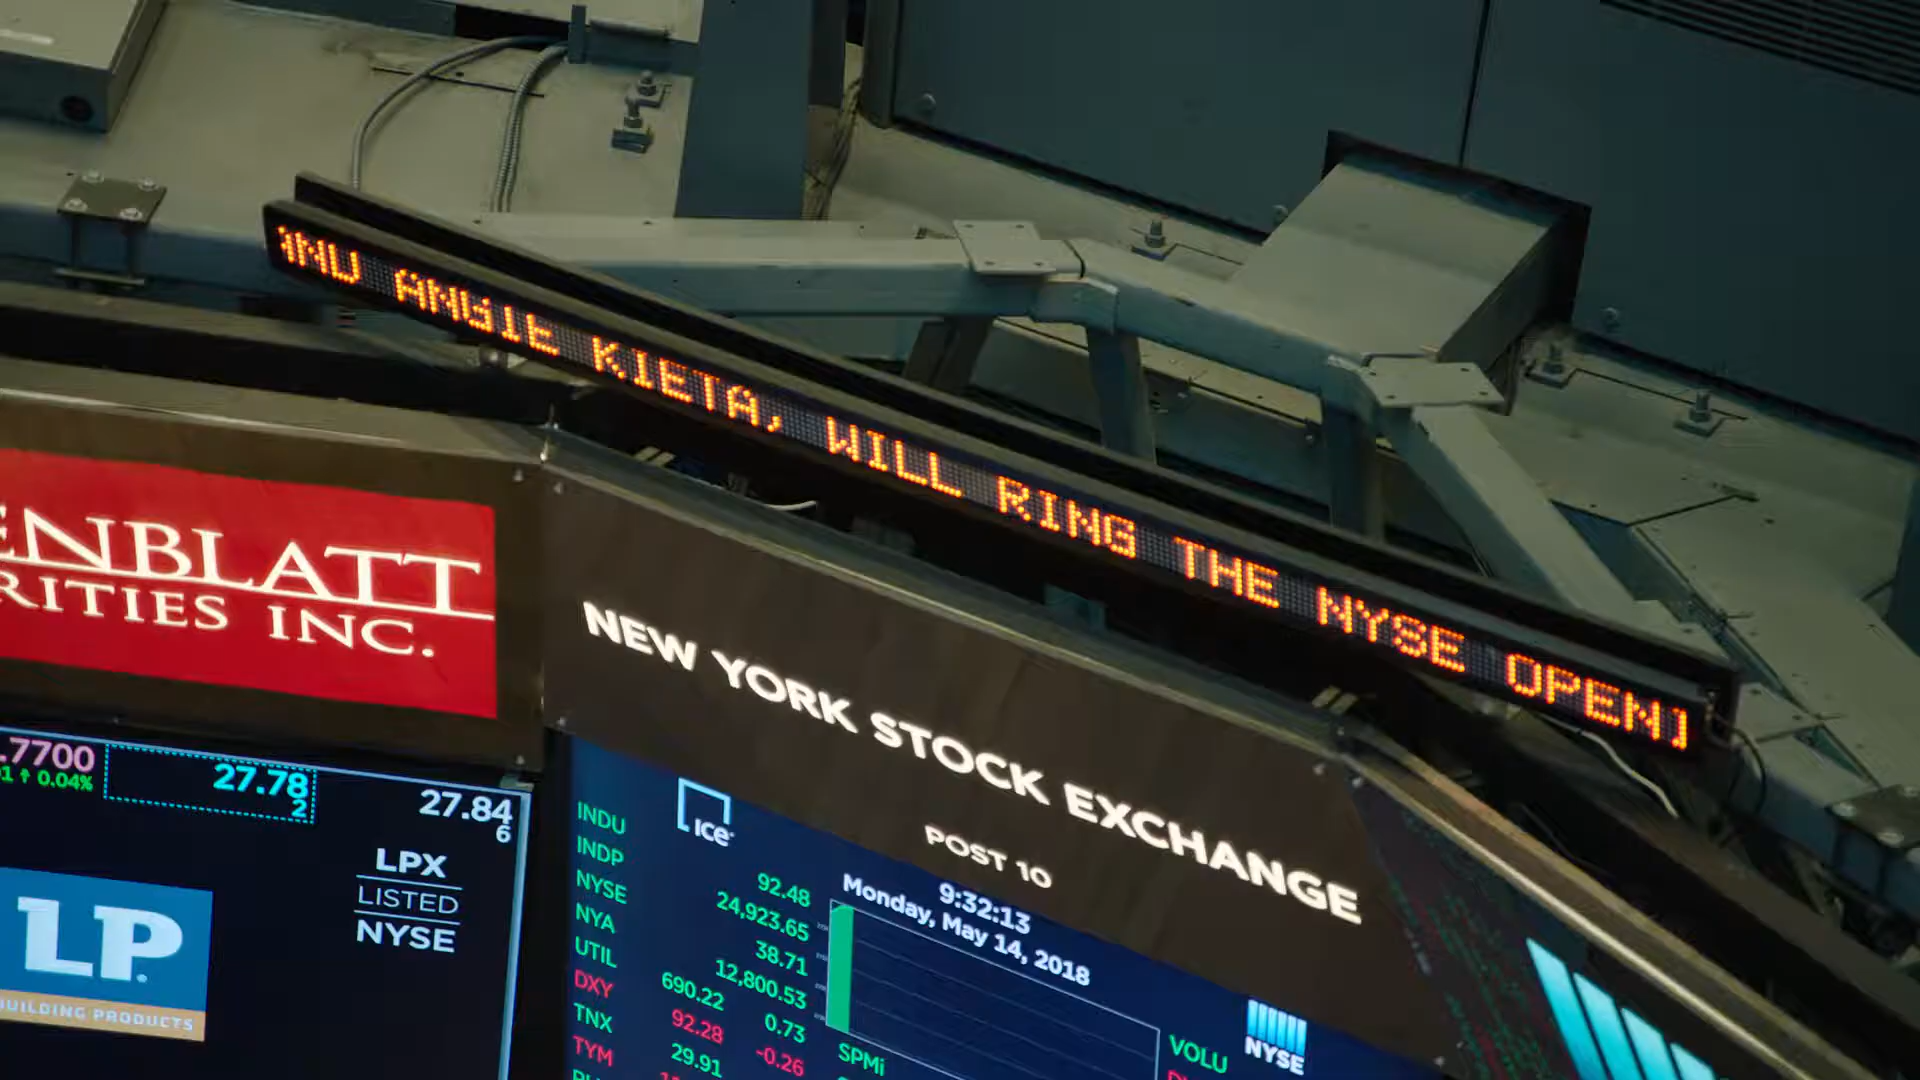 AND ANGIE KIETA, WILL RING THE NYSE OPENI
ENBLATT
RITIES INC.
NEW YORK STOCK EXCHANGE
POST 10
.7700
1 ↑ 0.04%
27.78
2
27.84
6
LPX
LISTED
NYSE
LP
BUILDING PRODUCTS
ICE
9:32:13
Monday, May 14, 2018
INDU
INDP
NYSE
NYA
UTIL
DXY
TNX
TYM
92.48
24,923.65
38.71
12,800.53
690.22
0.73
92.28
-0.26
29.91
SPMi
VOLU
NYSE